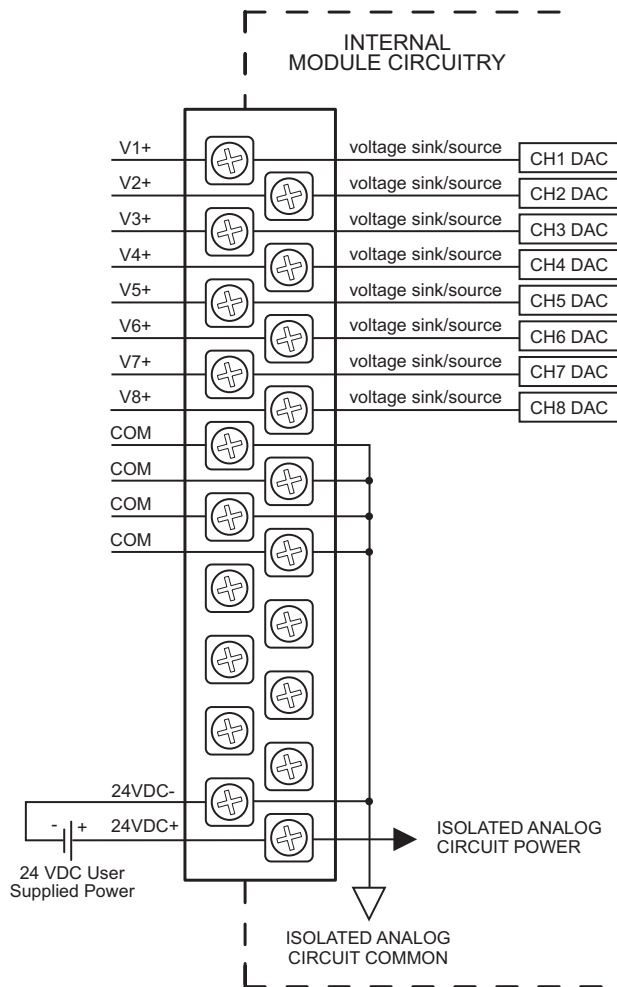 INTERNAL
MODULE CIRCUITRY
V1+ voltage sink/source CH1 DAC
V2+ voltage sink/source CH2 DAC
V3+ voltage sink/source CH3 DAC
V4+ voltage sink/source CH4 DAC
V5+ voltage sink/source CH5 DAC
V6+ voltage sink/source CH6 DAC
V7+ voltage sink/source CH7 DAC
V8+ voltage sink/source CH8 DAC
COM
COM
COM
COM
24VDC-
- + 24VDC+
24 VDC User
Supplied Power
ISOLATED ANALOG
CIRCUIT POWER
ISOLATED ANALOG
CIRCUIT COMMON